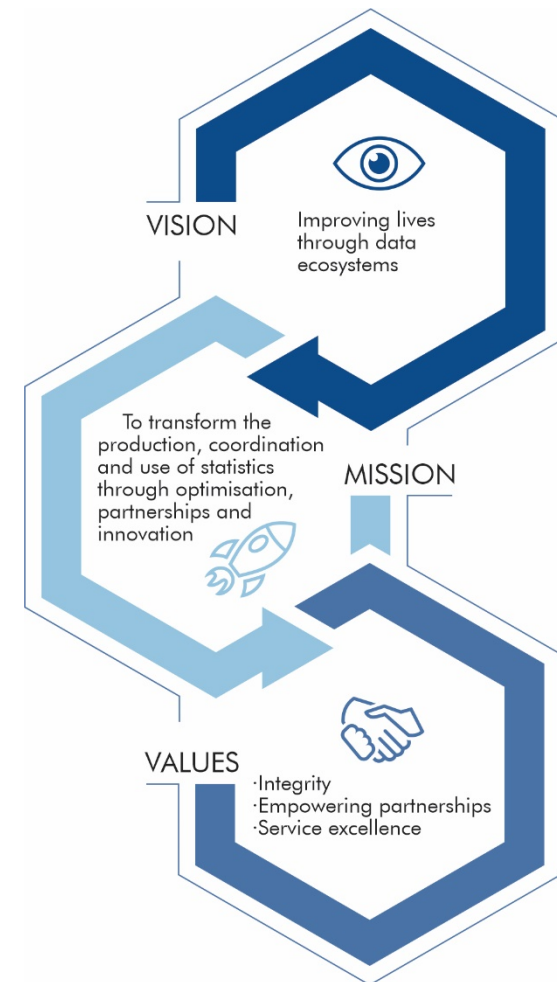 VISION
Improving lives
through data
ecosystems
To transform the
production, coordination
and use of statistics
through optimisation,
partnerships and
innovation
MISSION
VALUES
·Integrity
·Empowering partnerships
·Service excellence